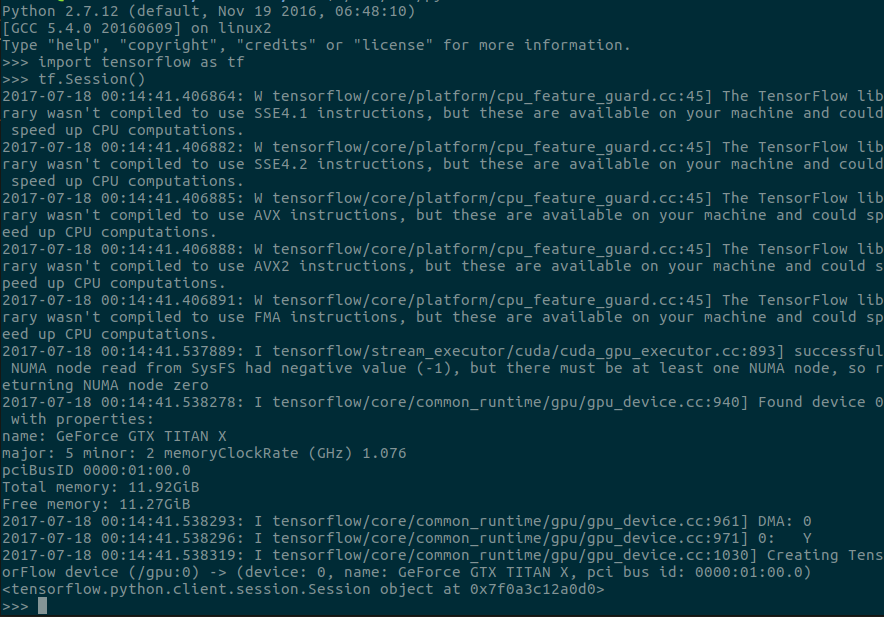 Python 2.7.12 (default, Nov 19 2016, 06:48:10)
[GCC 5.4.0 20160609] on linux2
Type "help", "copyright", "credits" or "license" for more information.
>>> import tensorflow as tf
>>> tf.Session()
2017-07-18 00:14:41.406864: W tensorflow/core/platform/cpu_feature_guard.cc:45] The TensorFlow lib
rary wasn't compiled to use SSE4.1 instructions, but these are available on your machine and could
 speed up CPU computations.
2017-07-18 00:14:41.406882: W tensorflow/core/platform/cpu_feature_guard.cc:45] The TensorFlow lib
rary wasn't compiled to use SSE4.2 instructions, but these are available on your machine and could
 speed up CPU computations.
2017-07-18 00:14:41.406885: W tensorflow/core/platform/cpu_feature_guard.cc:45] The TensorFlow lib
rary wasn't compiled to use AVX instructions, but these are available on your machine and could sp
eed up CPU computations.
2017-07-18 00:14:41.406888: W tensorflow/core/platform/cpu_feature_guard.cc:45] The TensorFlow lib
rary wasn't compiled to use AVX2 instructions, but these are available on your machine and could s
peed up CPU computations.
2017-07-18 00:14:41.406891: W tensorflow/core/platform/cpu_feature_guard.cc:45] The TensorFlow lib
rary wasn't compiled to use FMA instructions, but these are available on your machine and could sp
eed up CPU computations.
2017-07-18 00:14:41.537889: I tensorflow/stream_executor/cuda/cuda_gpu_executor.cc:893] successful
 NUMA node read from SysFS had negative value (-1), but there must be at least one NUMA node, so r
eturning NUMA node zero
2017-07-18 00:14:41.538278: I tensorflow/core/common_runtime/gpu/gpu_device.cc:940] Found device 0
 with properties:
name: GeForce GTX TITAN X
major: 5 minor: 2 memoryClockRate (GHz) 1.076
pciBusID 0000:01:00.0
Total memory: 11.92GiB
Free memory: 11.27GiB
2017-07-18 00:14:41.538293: I tensorflow/core/common_runtime/gpu/gpu_device.cc:961] DMA: 0
2017-07-18 00:14:41.538296: I tensorflow/core/common_runtime/gpu/gpu_device.cc:971] 0:   Y
2017-07-18 00:14:41.538319: I tensorflow/core/common_runtime/gpu/gpu_device.cc:1030] Creating Tens
orFlow device (/gpu:0) -> (device: 0, name: GeForce GTX TITAN X, pci bus id: 0000:01:00.0)
<tensorflow.python.client.session.Session object at 0x7f0a3c12a0d0>
>>>